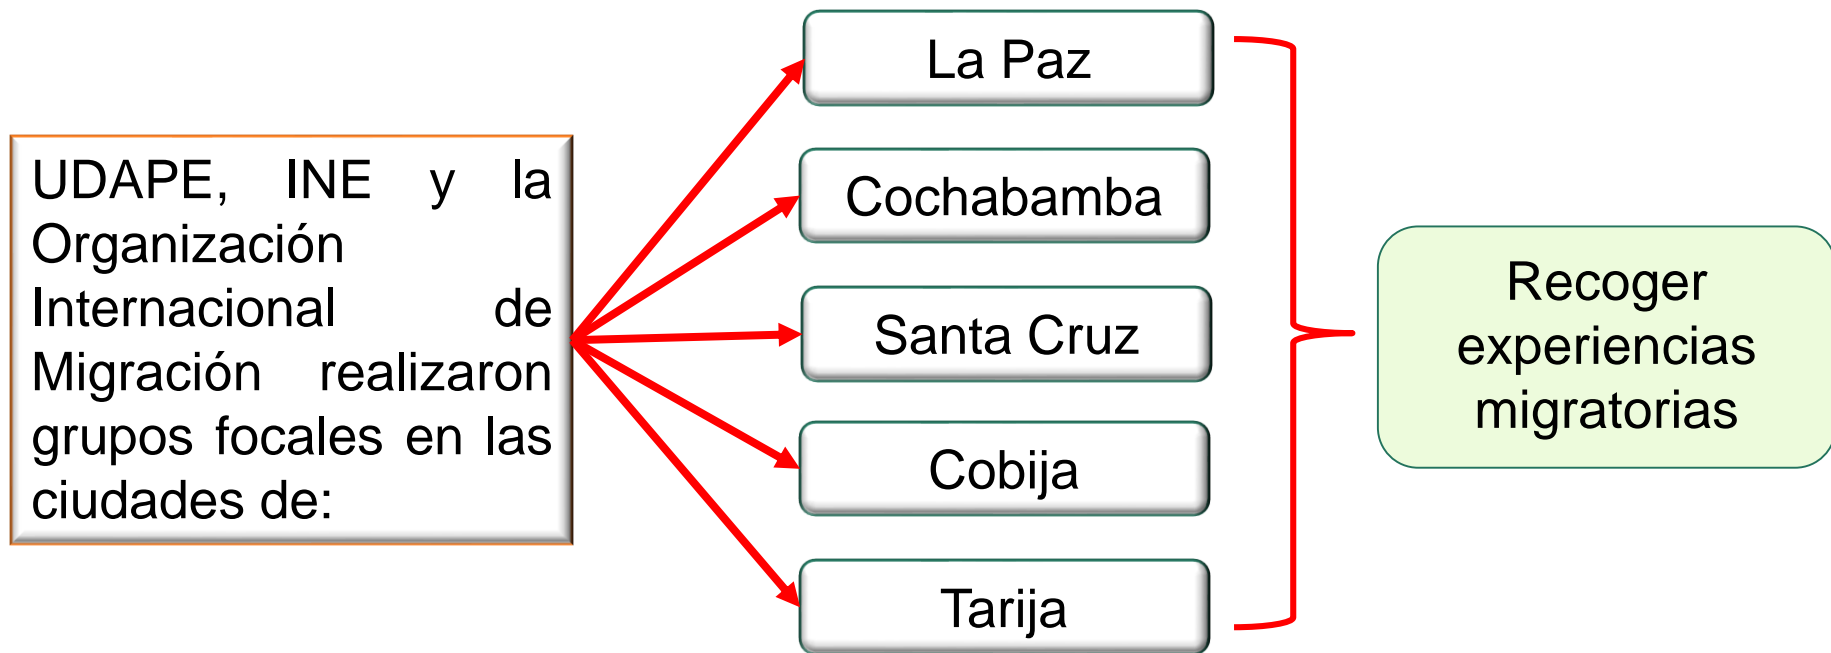 UDAPE, INE y la
Organización
Internacional de
Migración realizaron
grupos focales en las
ciudades de:
La Paz
Cochabamba
Santa Cruz
Cobija
Tarija
Recoger
experiencias
migratorias